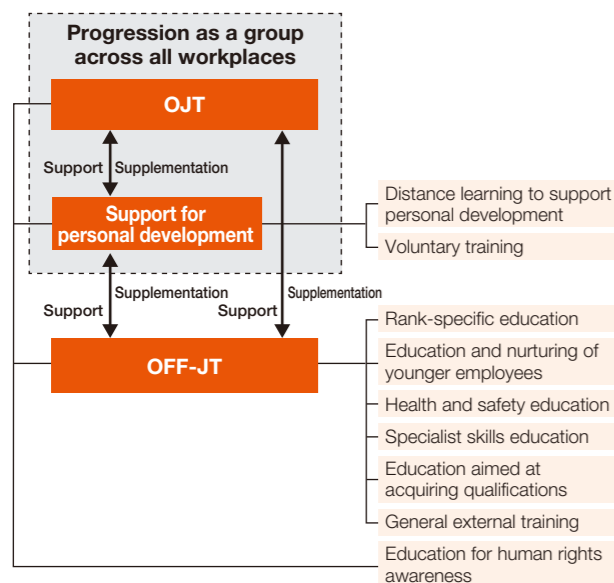 Progression as a group
across all workplaces
OJT
Support
Supplementation
Support for
personal development
Distance learning to support
personal development
Voluntary training
Support
Supplementation
Support
Supplementation
OFF-JT
Rank-specific education
Education and nurturing of
younger employees
Health and safety education
Specialist skills education
Education aimed at
acquiring qualifications
General external training
Education for human rights
awareness